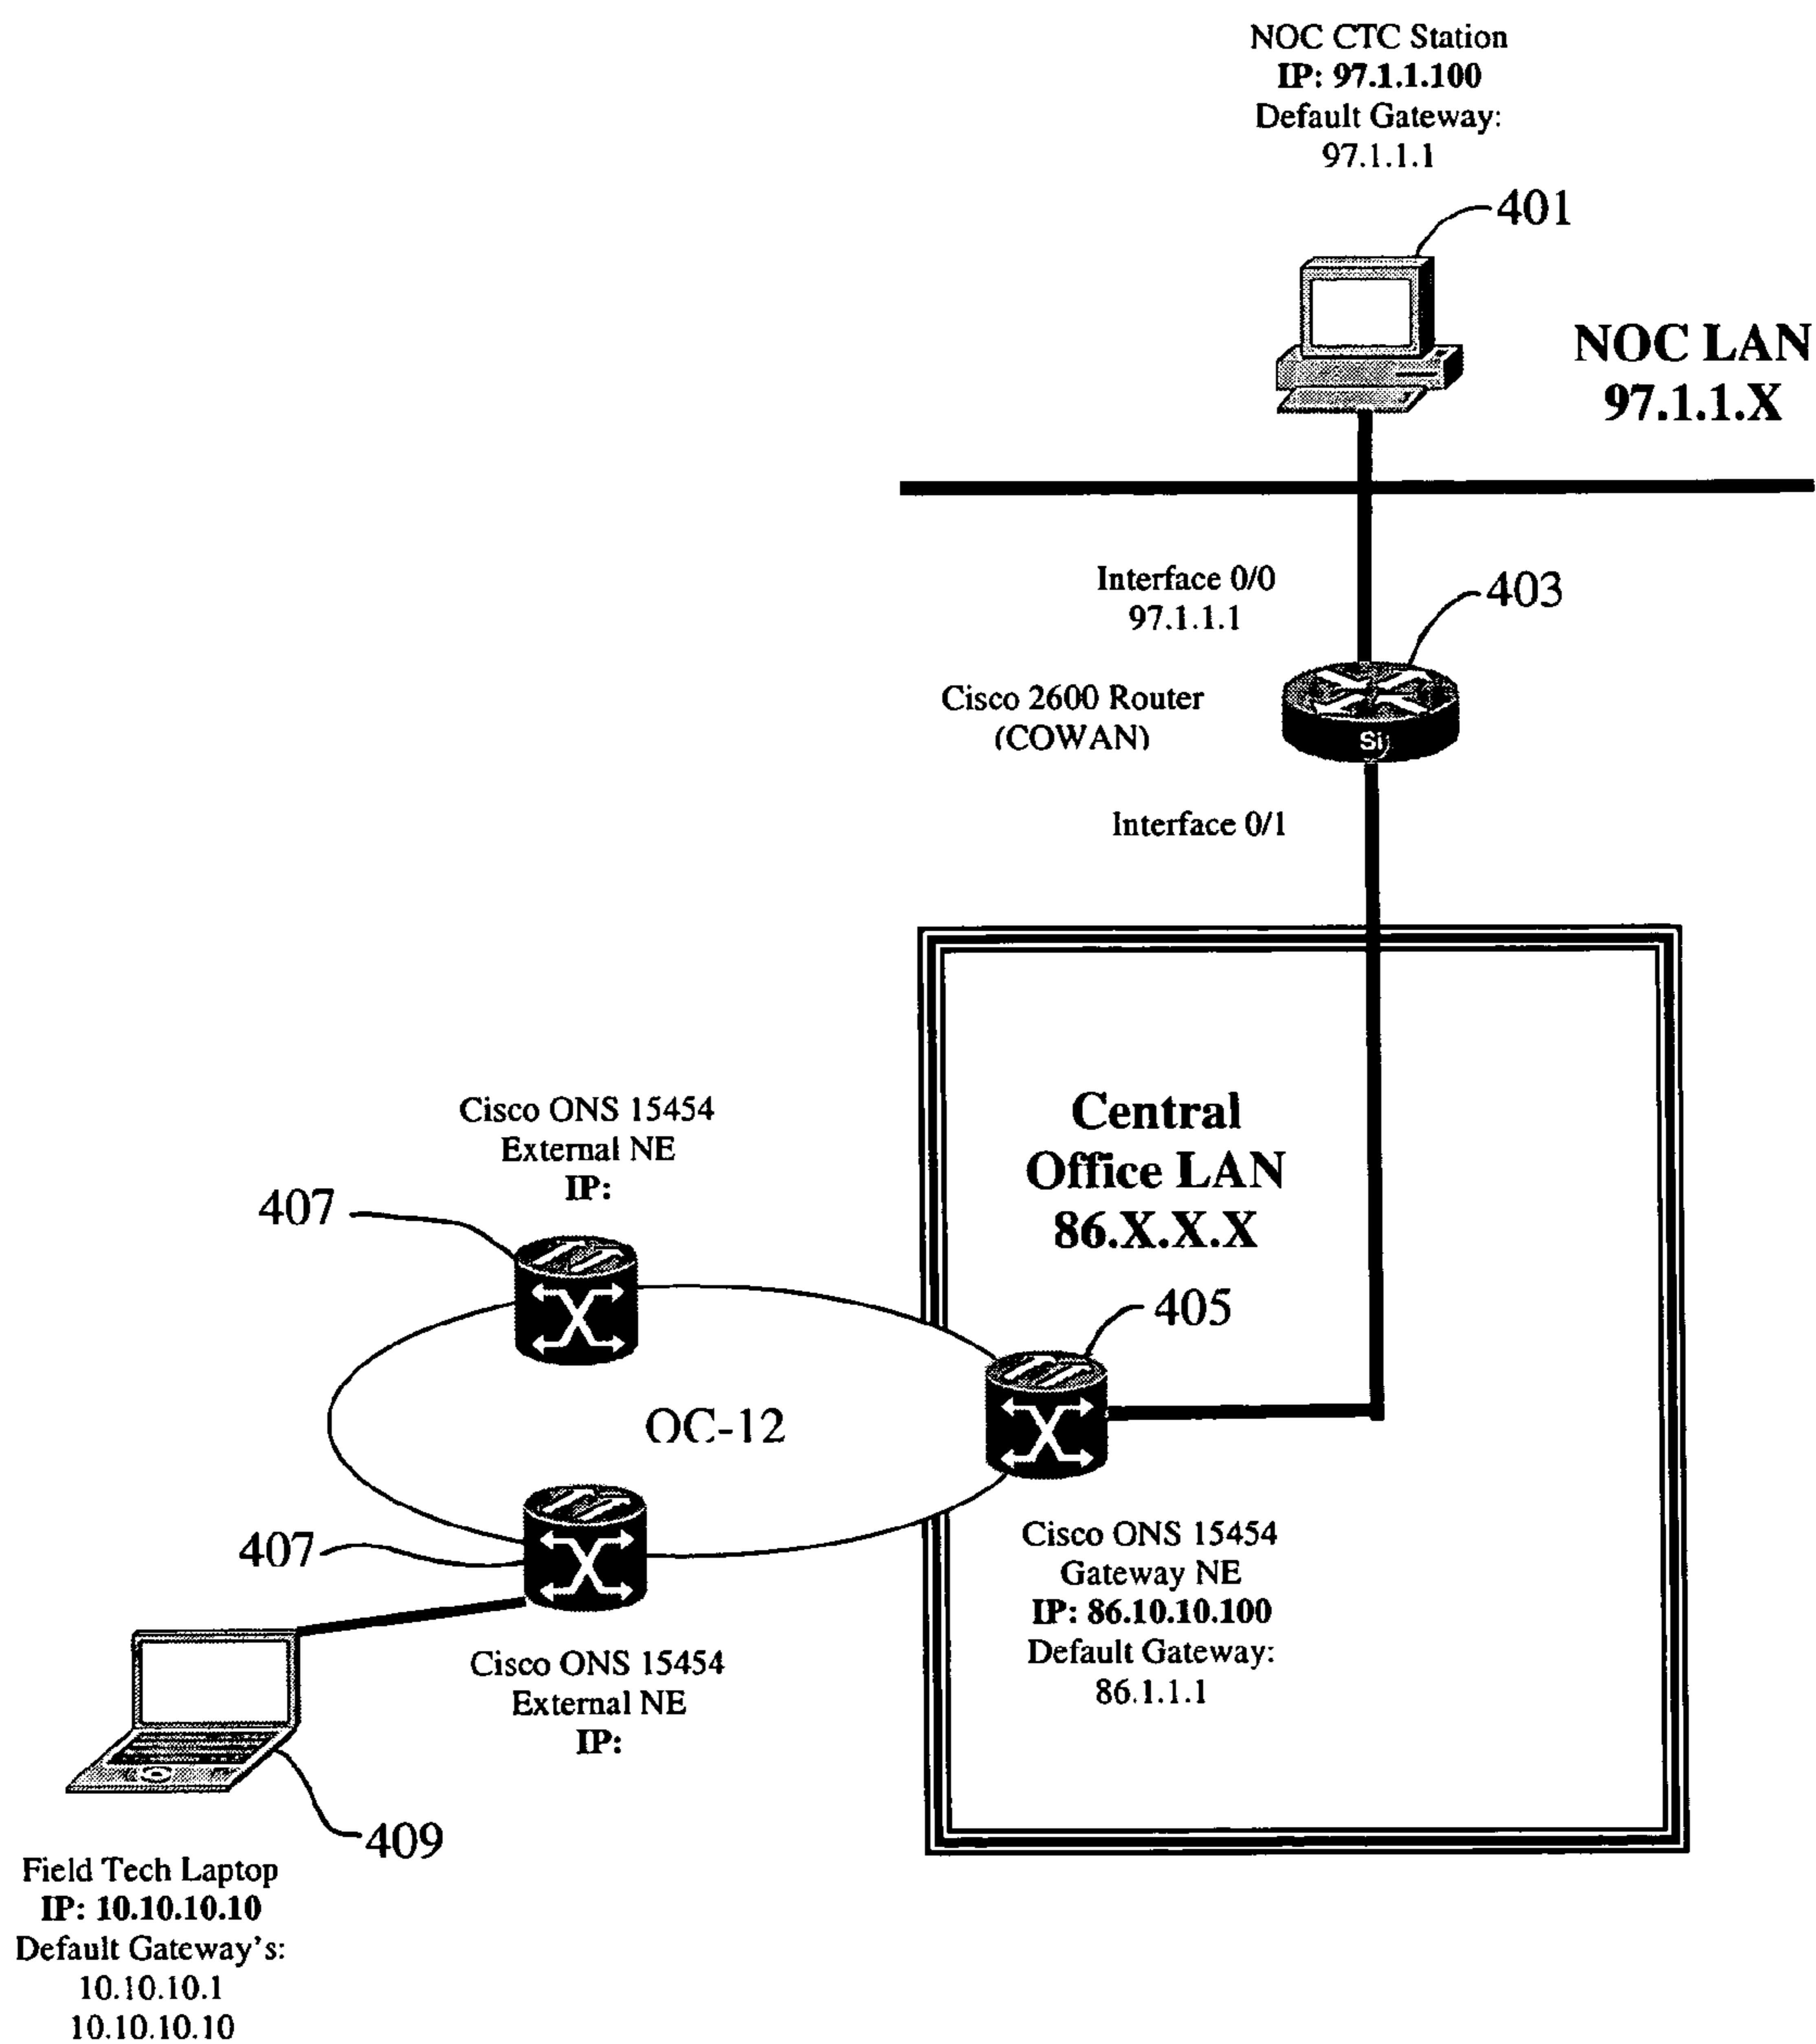 NOC CTC Station
IP: 97.1.1.100
Default Gateway:
97.1.1.1
401
NOC LAN
97.1.1.X
Interface 0/0
97.1.1.1
403
Cisco 2600 Router
(COWAN)
Si
Interface 0/1
Central
Office LAN
86.X.X.X
Cisco ONS 15454
External NE
IP:
407
405
OC-12
407
Cisco ONS 15454
Gateway NE
IP: 86.10.10.100
Default Gateway:
86.1.1.1
Cisco ONS 15454
External NE
IP:
409
Field Tech Laptop
IP: 10.10.10.10
Default Gateway's:
10.10.10.1
10.10.10.10